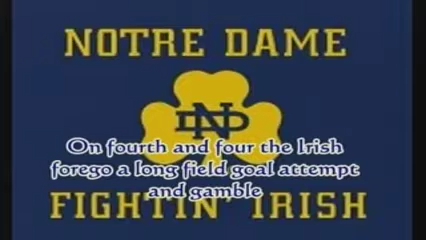 NOTRE DAME
ND
On fourth and four the Irish
forego a long field goal attempt
and gamble
FIGHTIN' IRISH